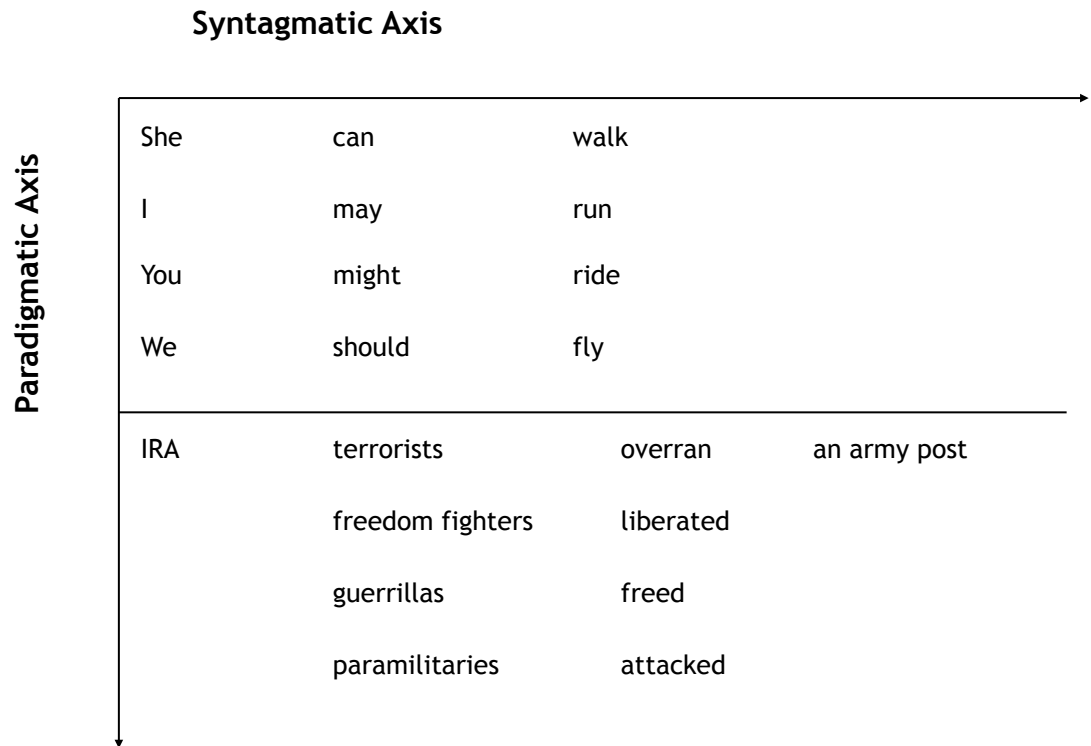 Syntagmatic Axis
Paradigmatic Axis
She can walk
I may run
You might ride
We should fly
IRA terrorists overran an army post
freedom fighters liberated
guerrillas freed
paramilitaries attacked